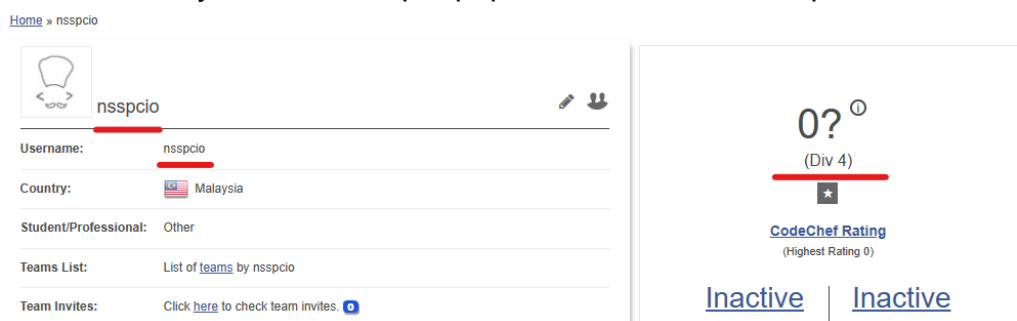 Home » nsspcio
nsspcio
Username: nsspcio
Country: Malaysia
Student/Professional: Other
Teams List: List of teams by nsspcio
Team Invites: Click here to check team invites. 0
0?
(Div 4)
CodeChef Rating
(Highest Rating 0)
Inactive | Inactive